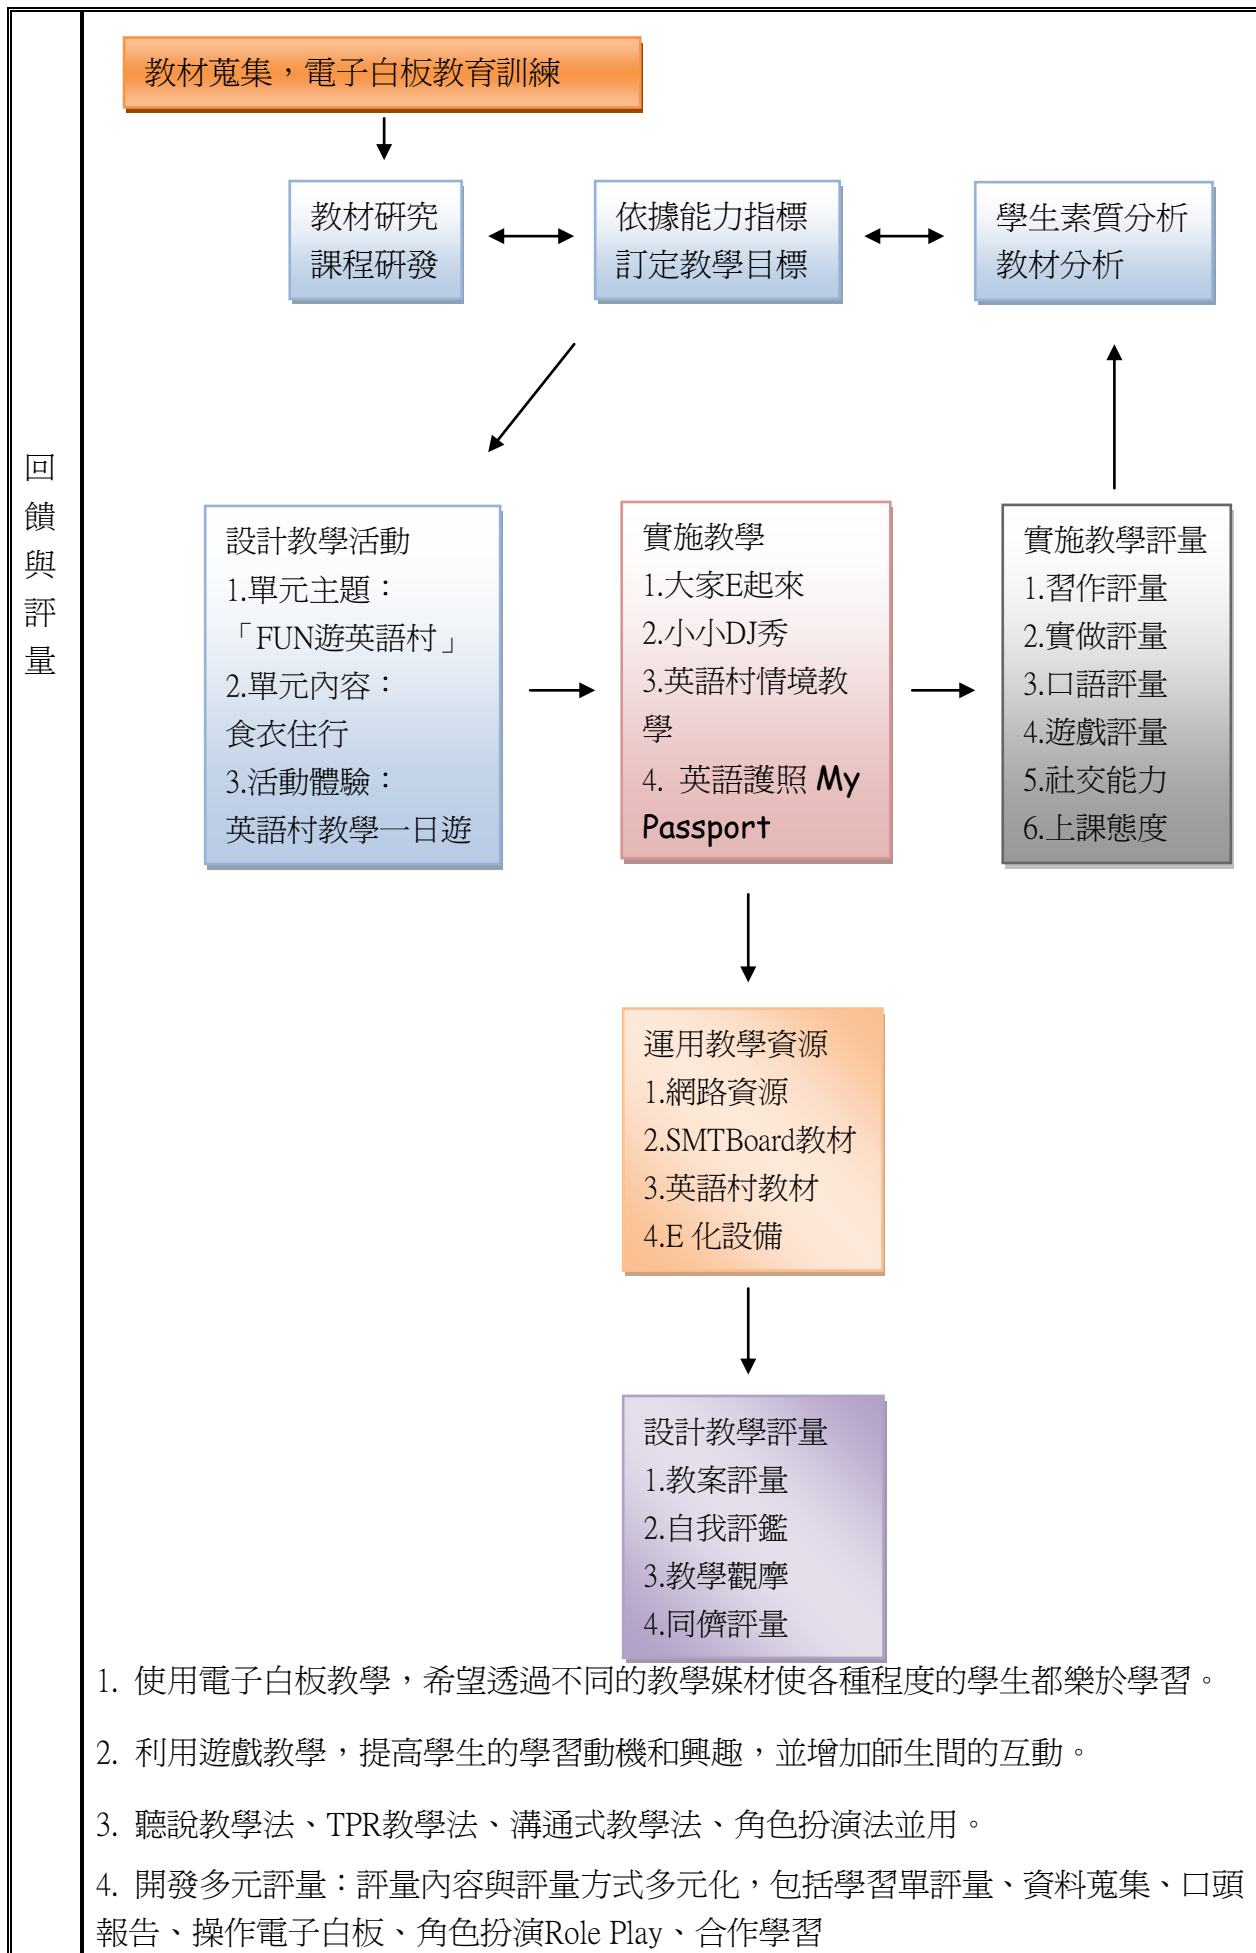 教材蒐集，電子白板教育訓練
教材研究
課程研發
依據能力指標
訂定教學目標
學生素質分析
教材分析
回
饋
與
評
量
設計教學活動
1.單元主題：
「FUN遊英語村」
2.單元內容：
食衣住行
3.活動體驗：
英語村教學一日遊
實施教學
1.大家E起來
2.小小DJ秀
3.英語村情境教
學
4. 英語護照 My
Passport
實施教學評量
1.習作評量
2.實做評量
3.口語評量
4.遊戲評量
5.社交能力
6.上課態度
運用教學資源
1.網路資源
2.SMTBoard教材
3.英語村教材
4.E 化設備
設計教學評量
1.教案評量
2.自我評鑑
3.教學觀摩
4.同儕評量
1. 使用電子白板教學，希望透過不同的教學媒材使各種程度的學生都樂於學習。
2. 利用遊戲教學，提高學生的學習動機和興趣，並增加師生間的互動。
3. 聽說教學法、TPR教學法、溝通式教學法、角色扮演法並用。
4. 開發多元評量：評量內容與評量方式多元化，包括學習單評量、資料蒐集、口頭
報告、操作電子白板、角色扮演Role Play、合作學習